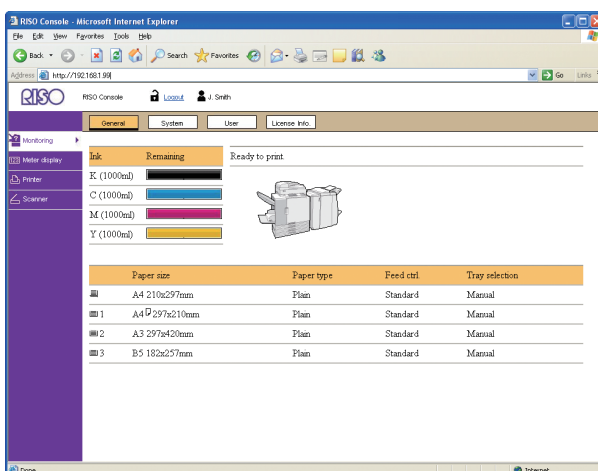 RISO Console - Microsoft Internet Explorer
File Edit View Favorites Tools Help
Back Search Favorites
Address http://192.168.1.99/ Go Links
RISO RISO Console Logout J. Smith
General System User License Info.
Monitoring
Meter display
Printer
Scanner
Ink Remaining Ready to print.
K (1000ml)
C (1000ml)
M (1000ml)
Y (1000ml)
Paper size Paper type Feed ctrl. Tray selection
A4 210x297mm Plain Standard Manual
1 A4 297x210mm Plain Standard Manual
2 A3 297x420mm Plain Standard Manual
3 B5 182x257mm Plain Standard Manual
Done Internet